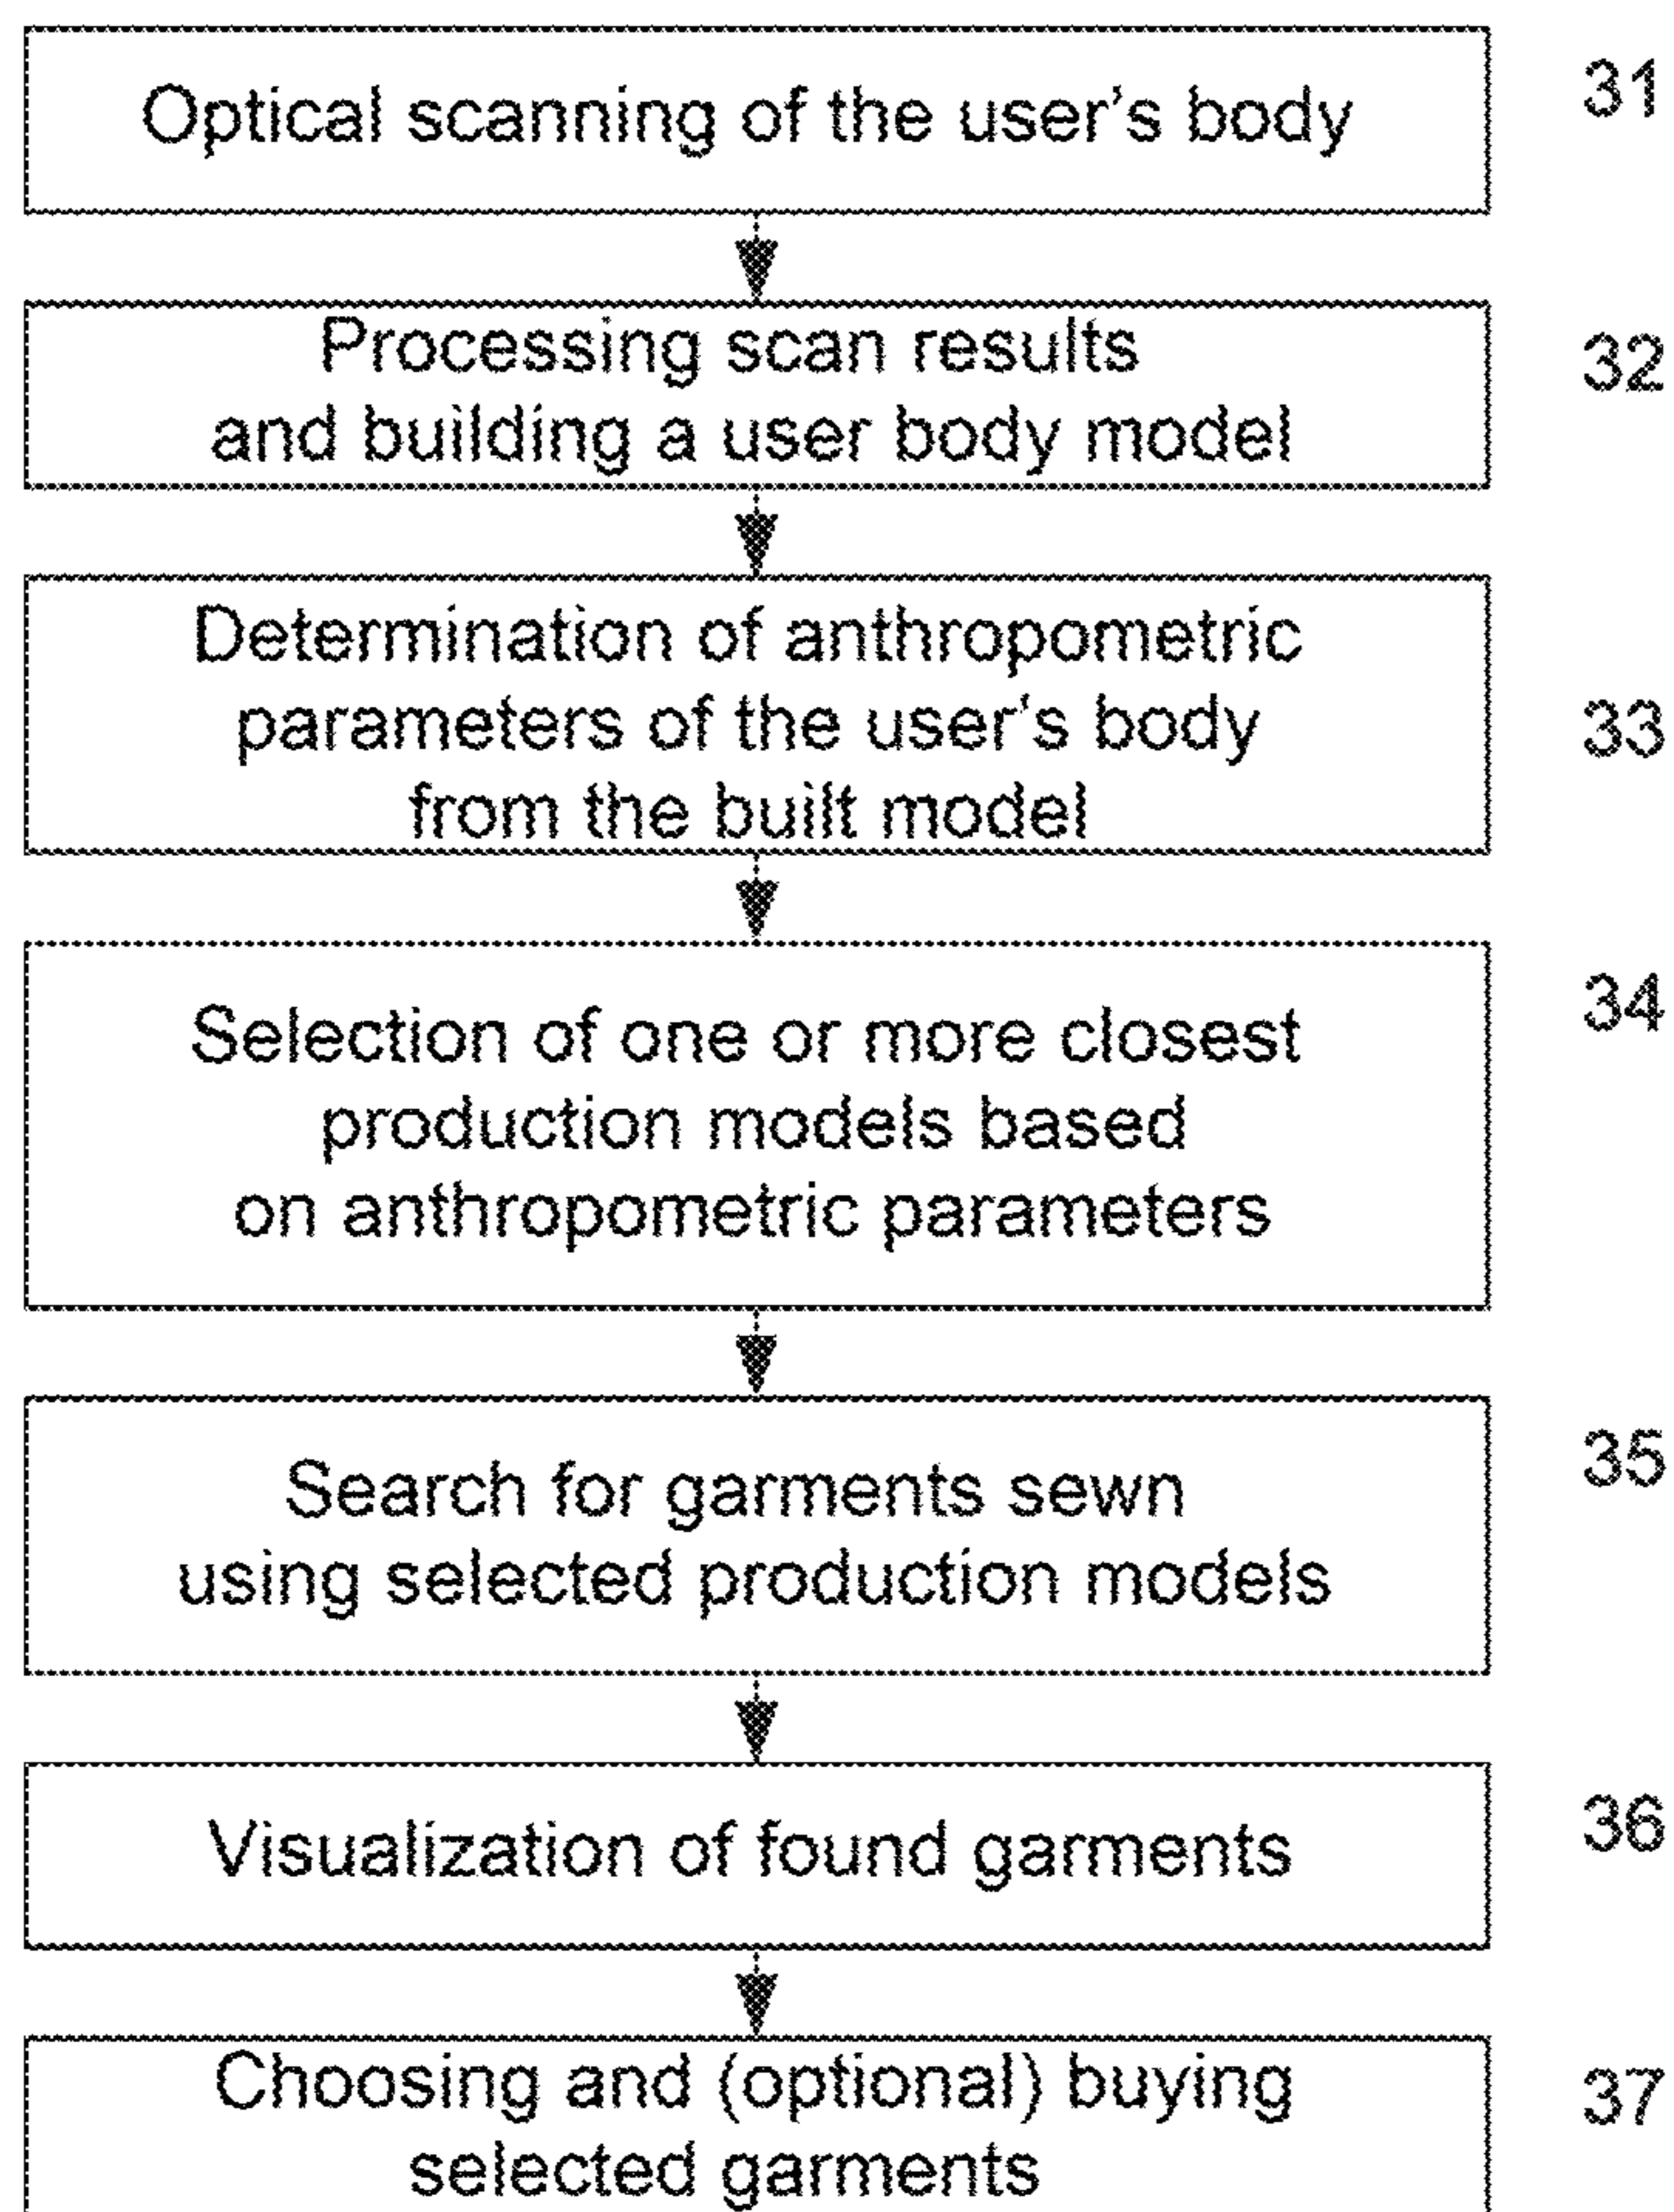 Optical scanning of the user's body
31
Processing scan results
and building a user body model
32
Determination of anthropometric
parameters of the user's body
from the built model
33
Selection of one or more closest
production models based
on anthropometric parameters
34
Search for garments sewn
using selected production models
35
Visualization of found garments
36
Choosing and (optional) buying
selected garments
37